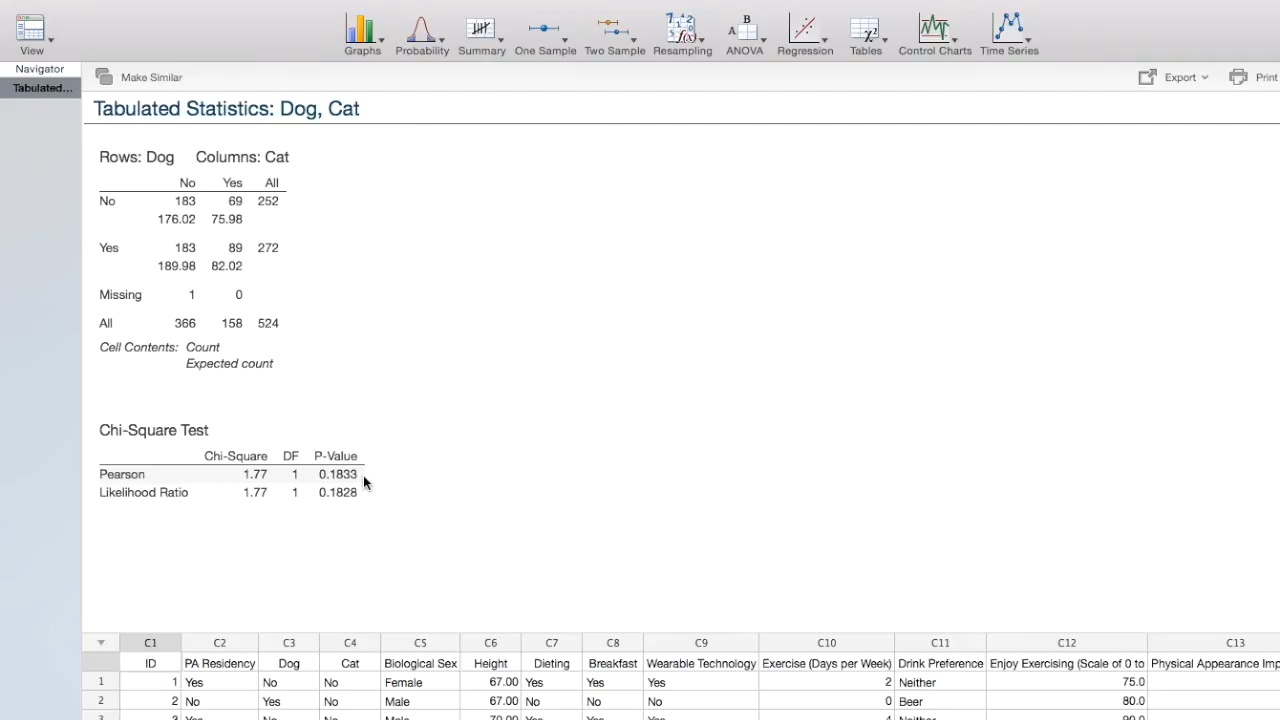 View Graphs Probability Summary One Sample Two Sample Resampling ANOVA Regression Tables Control Charts Time Series
Navigator
Make Similar Export Print
Tabulated...
Tabulated Statistics: Dog, Cat
Rows: Dog Columns: Cat
No Yes All
No 183 69 252
176.02 75.98
Yes 183 89 272
189.98 82.02
Missing 1 0
All 366 158 524
Cell Contents: Count
Expected count
Chi-Square Test
Chi-Square DF P-Value
Pearson 1.77 1 0.1833
Likelihood Ratio 1.77 1 0.1828
C1 C2 C3 C4 C5 C6 C7 C8 C9 C10 C11 C12 C13
ID PA Residency Dog Cat Biological Sex Height Dieting Breakfast Wearable Technology Exercise (Days per Week) Drink Preference Enjoy Exercising (Scale of 0 to Physical Appearance Imp
1 1 Yes No No Female 67.00 Yes Yes Yes 2 Neither 75.0
2 2 No Yes No Male 67.00 No No No 0 Beer 80.0